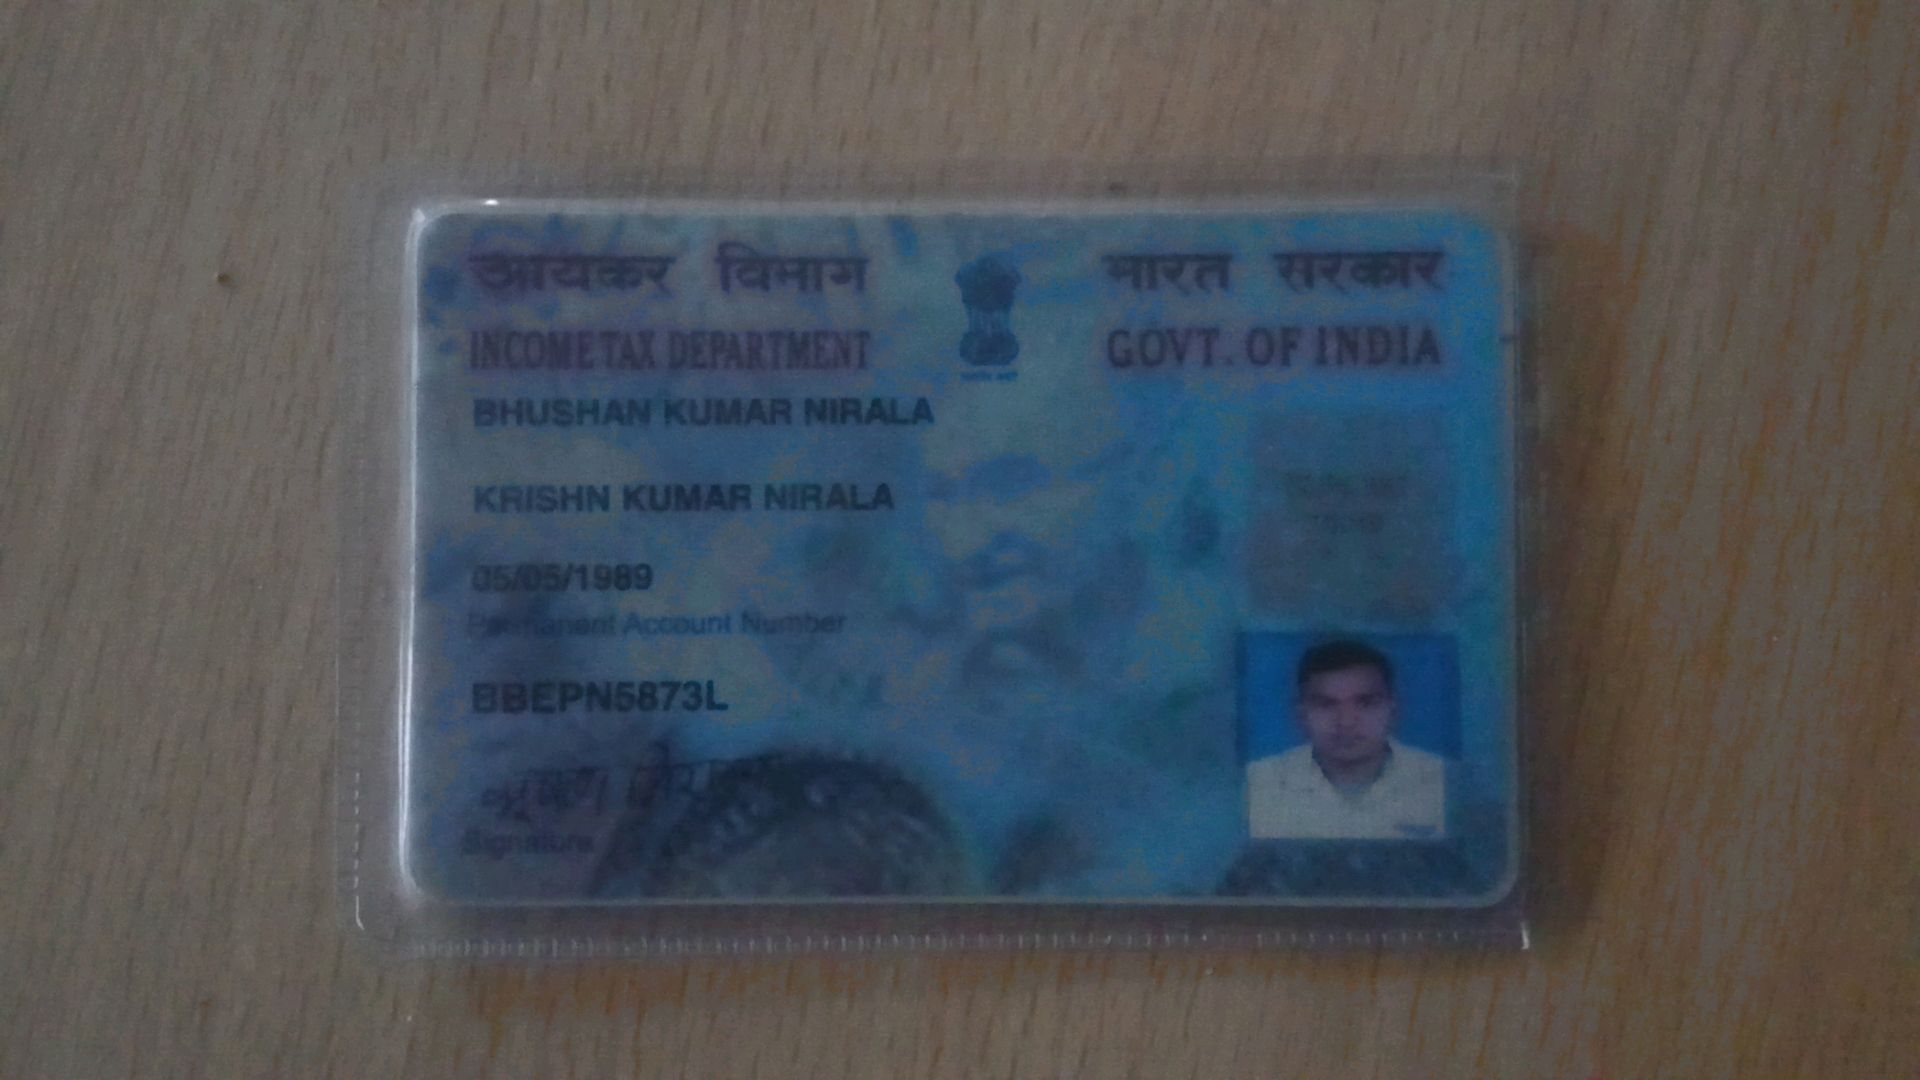 आयकर विभाग
भारत सरकार
INCOME TAX DEPARTMENT
GOVT. OF INDIA
BHUSHAN KUMAR NIRALA
KRISHN KUMAR NIRALA
05/05/1989
Permanent Account Number
BBEPN5873L
भूषण
Signature